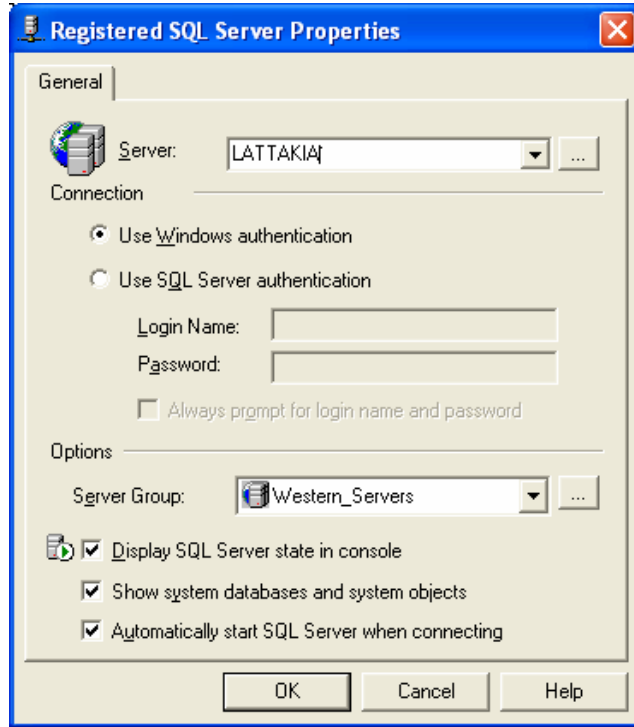 Registered SQL Server Properties
General
Server: LATTAKIA ...
Connection
Use Windows authentication
Use SQL Server authentication
Login Name:
Password:
Always prompt for login name and password
Options
Server Group: Western_Servers ...
Display SQL Server state in console
Show system databases and system objects
Automatically start SQL Server when connecting
OK Cancel Help